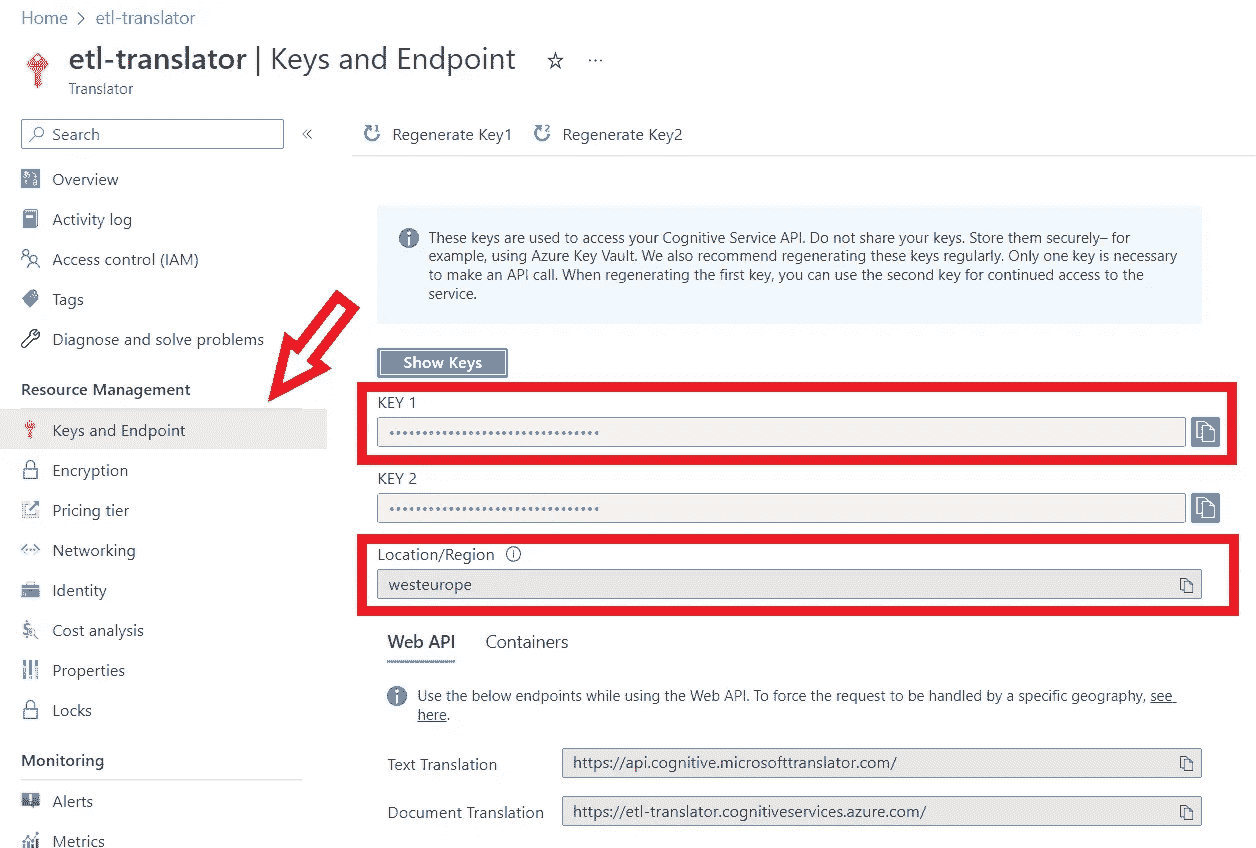 Home > etl-translator
etl-translator | Keys and Endpoint ☆ ...
Translator
Search «
Overview
Activity log
Access control (IAM)
Tags
Diagnose and solve problems
Resource Management
Keys and Endpoint
Encryption
Pricing tier
Networking
Identity
Cost analysis
Properties
Locks
Monitoring
Alerts
Metrics
Regenerate Key1 Regenerate Key2
These keys are used to access your Cognitive Service API. Do not share your keys. Store them securely– for
example, using Azure Key Vault. We also recommend regenerating these keys regularly. Only one key is necessary
to make an API call. When regenerating the first key, you can use the second key for continued access to the
service.
Show Keys
KEY 1
••••••••••••••••••••••••••••••••
KEY 2
••••••••••••••••••••••••••••••••
Location/Region
westeurope
Web API Containers
Use the below endpoints while using the Web API. To force the request to be handled by a specific geography, see
here.
Text Translation https://api.cognitive.microsofttranslator.com/
Document Translation https://etl-translator.cognitiveservices.azure.com/